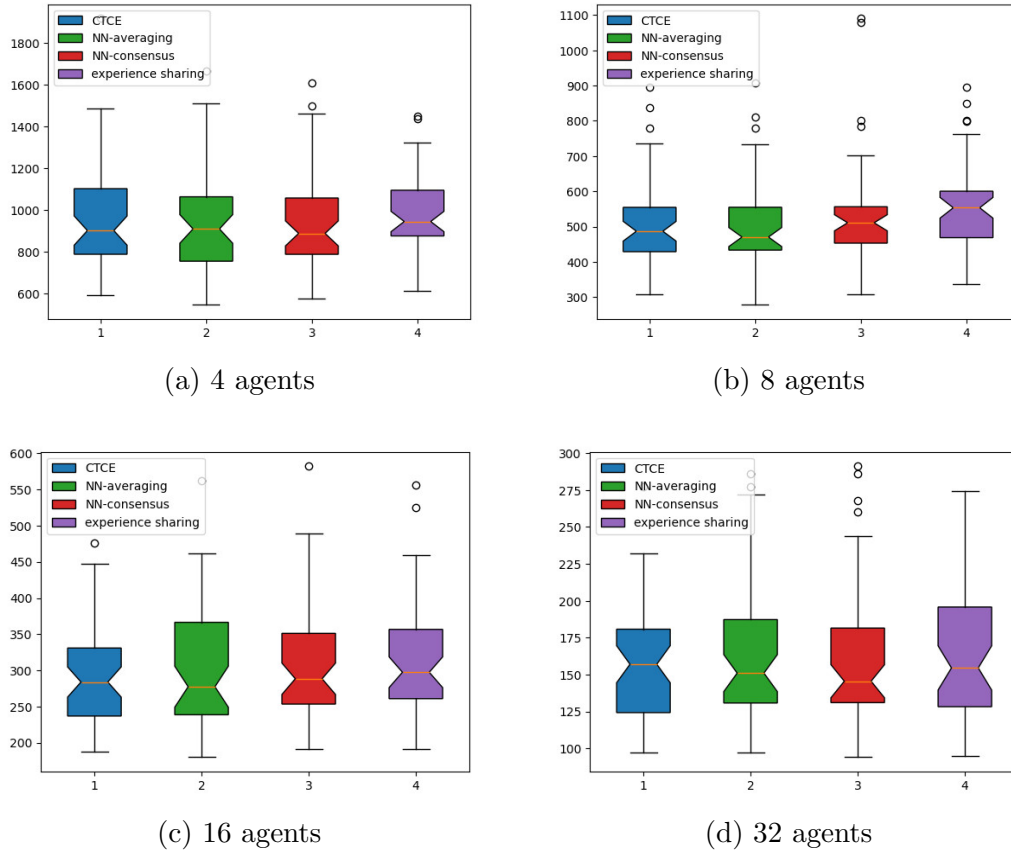 CTCE
NN-averaging
NN-consensus
experience sharing
1800
1600
1400
1200
1000
800
600
1 2 3 4
(a) 4 agents
CTCE
NN-averaging
NN-consensus
experience sharing
1100
1000
900
800
700
600
500
400
300
1 2 3 4
(b) 8 agents
CTCE
NN-averaging
NN-consensus
experience sharing
600
550
500
450
400
350
300
250
200
1 2 3 4
(c) 16 agents
CTCE
NN-averaging
NN-consensus
experience sharing
300
275
250
225
200
175
150
125
100
1 2 3 4
(d) 32 agents